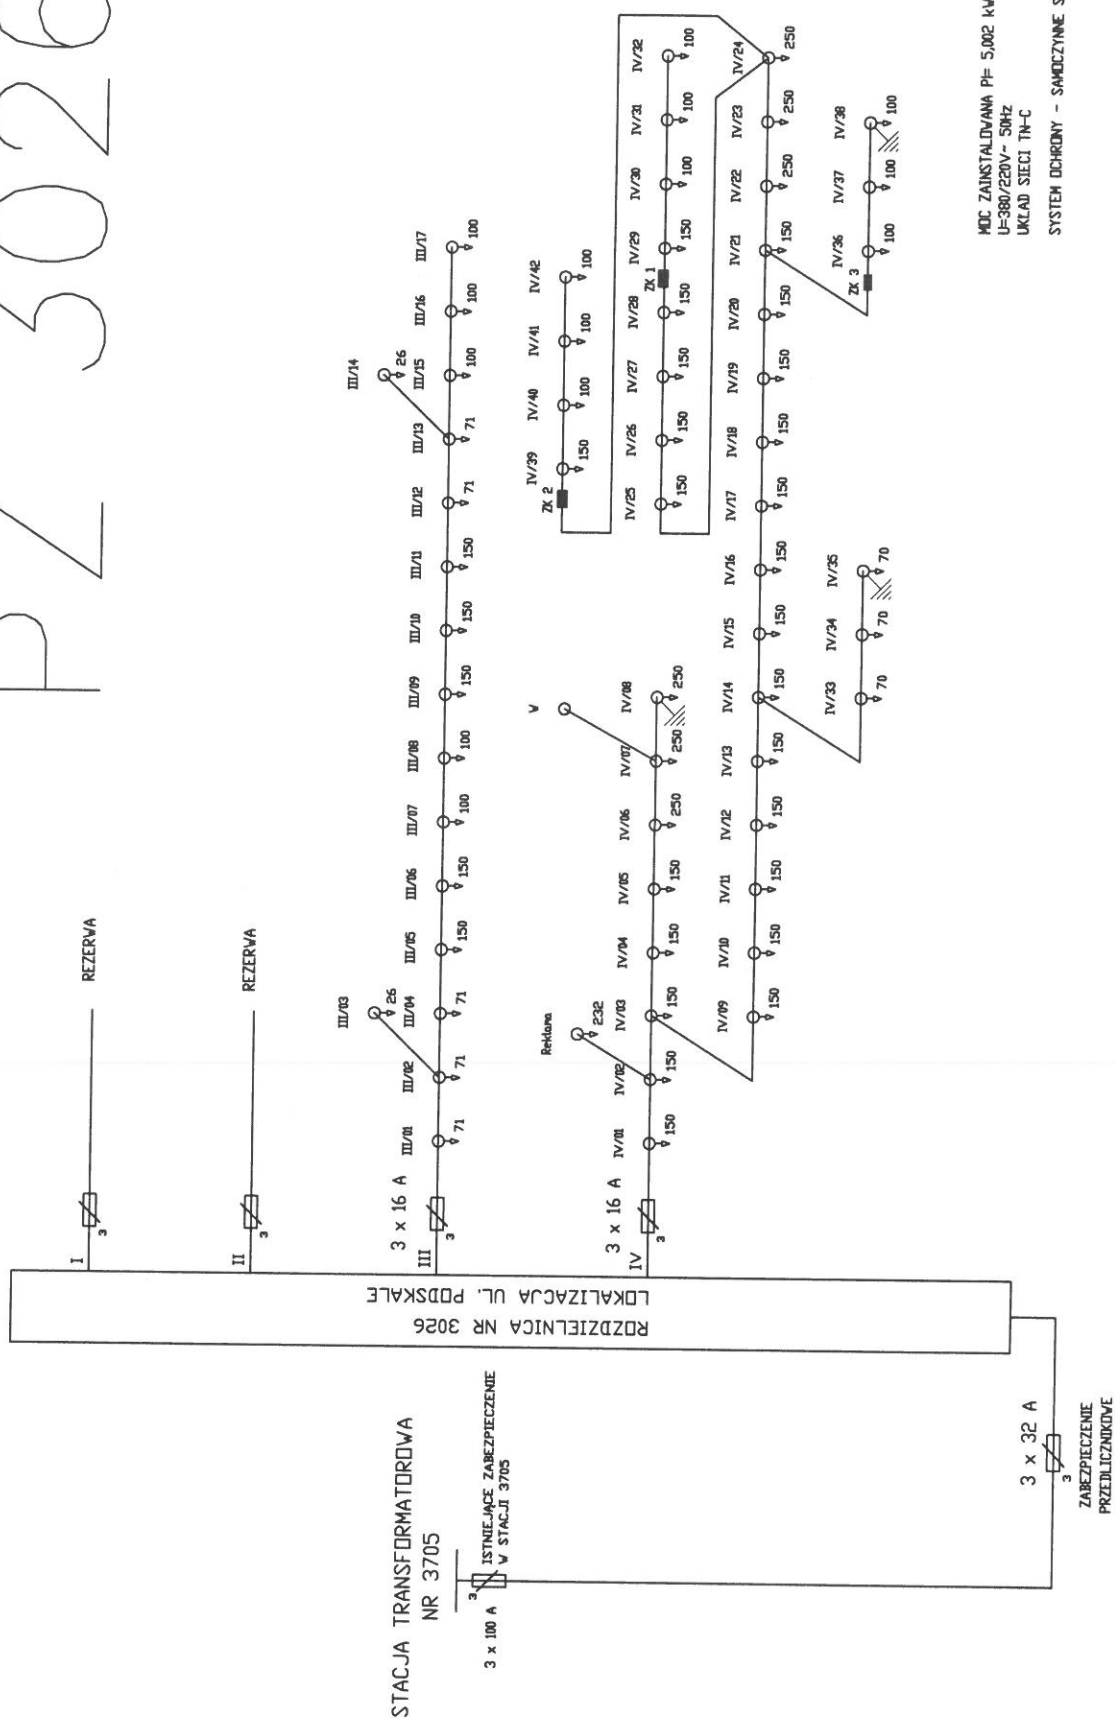 PZ 3026
STACJA TRANSFORMATOROWA
NR 3705
3 x 100 A
3
ISTNIEJĄCE ZABEZPIECZENIE
W STACJI 3705
3 x 32 A
3
ZABEZPIECZENIE
PRZEDLICZNIKOWE
ROZDZIELNICA NR 3026
LOKALIZACJA UL. PODSKALE
I
3
REZERWA
II
3
REZERWA
III
3 x 16 A
3
III/01
71
III/02
71
III/03
26
III/04
71
III/05
150
III/06
150
III/07
100
III/08
100
III/09
150
III/10
150
III/11
150
III/12
71
III/13
71
III/14
26
III/15
100
III/16
100
III/17
100
IV
3 x 16 A
3
IV/01
150
IV/02
150
Reklama
232
IV/03
150
IV/04
150
IV/05
150
IV/06
250
IV/07
250
W
IV/08
250
IV/09
150
IV/10
150
IV/11
150
IV/12
150
IV/13
150
IV/14
150
IV/15
150
IV/16
150
IV/17
150
IV/18
150
IV/19
150
IV/20
150
IV/21
150
IV/22
250
IV/23
250
IV/24
250
IV/25
150
IV/26
150
IV/27
150
IV/28
150
ZK 1
IV/29
150
IV/30
100
IV/31
100
IV/32
100
IV/33
70
IV/34
70
IV/35
70
ZK 3
IV/36
100
IV/37
100
IV/38
100
ZK 2
IV/39
150
IV/40
100
IV/41
100
IV/42
100
MOC ZAINSTALOWANA Pi= 5,002 kW
U=380/220V~ 50Hz
UKŁAD SIECI TN-C
SYSTEM OCHRONY - SAMOCZYNNE S